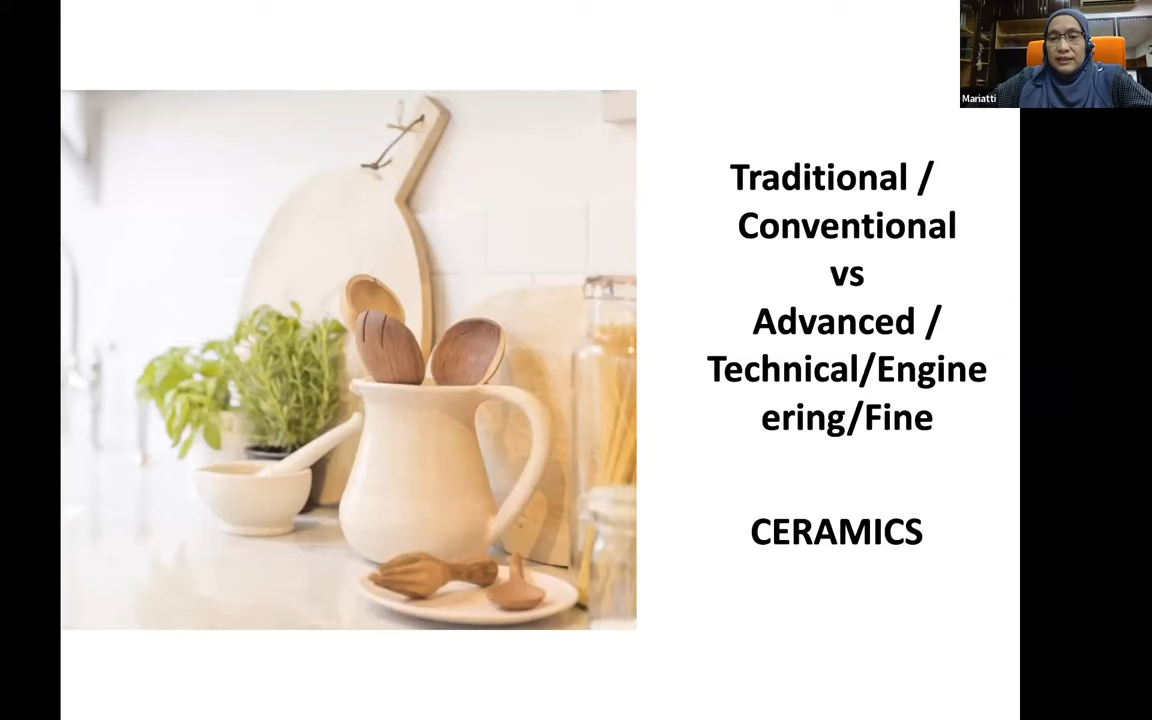 Mariatti
Traditional /
Conventional
vs
Advanced /
Technical/Engine
ering/Fine
CERAMICS